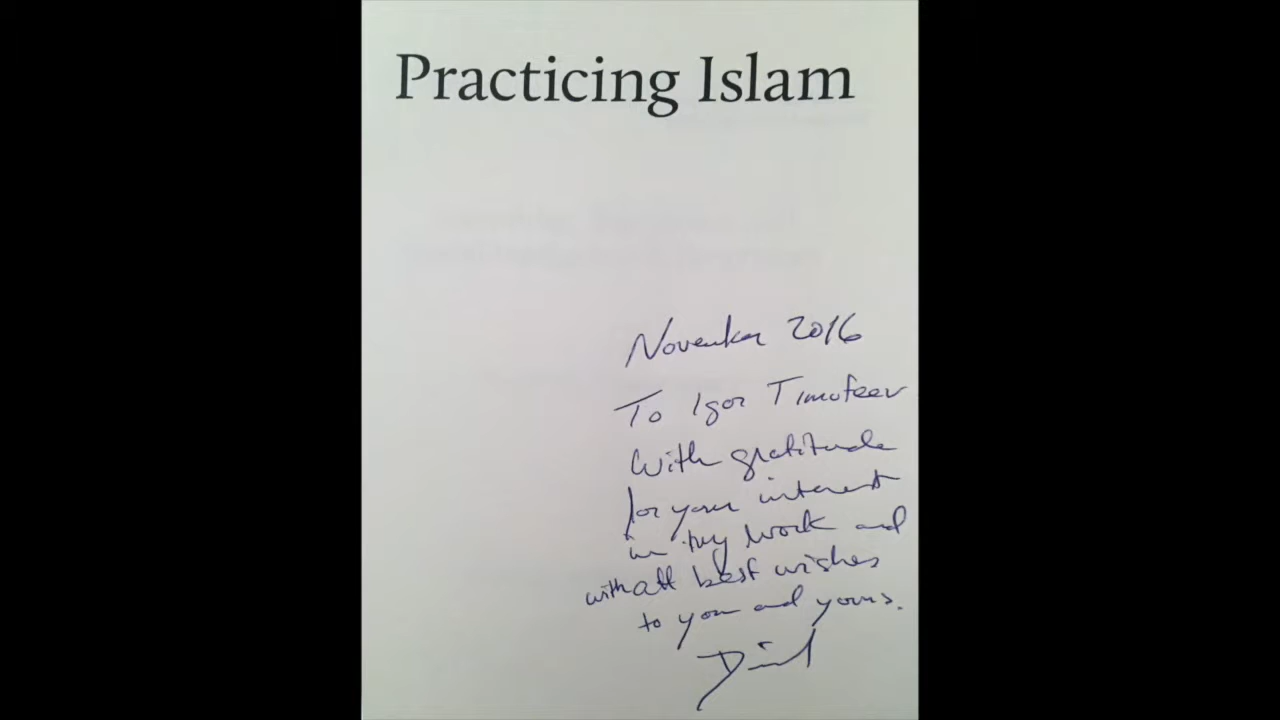 Practicing Islam
November 2016
To Igor Timofeev
With gratitude
for your interest
in my work and
with all best wishes
to you and yours.
David